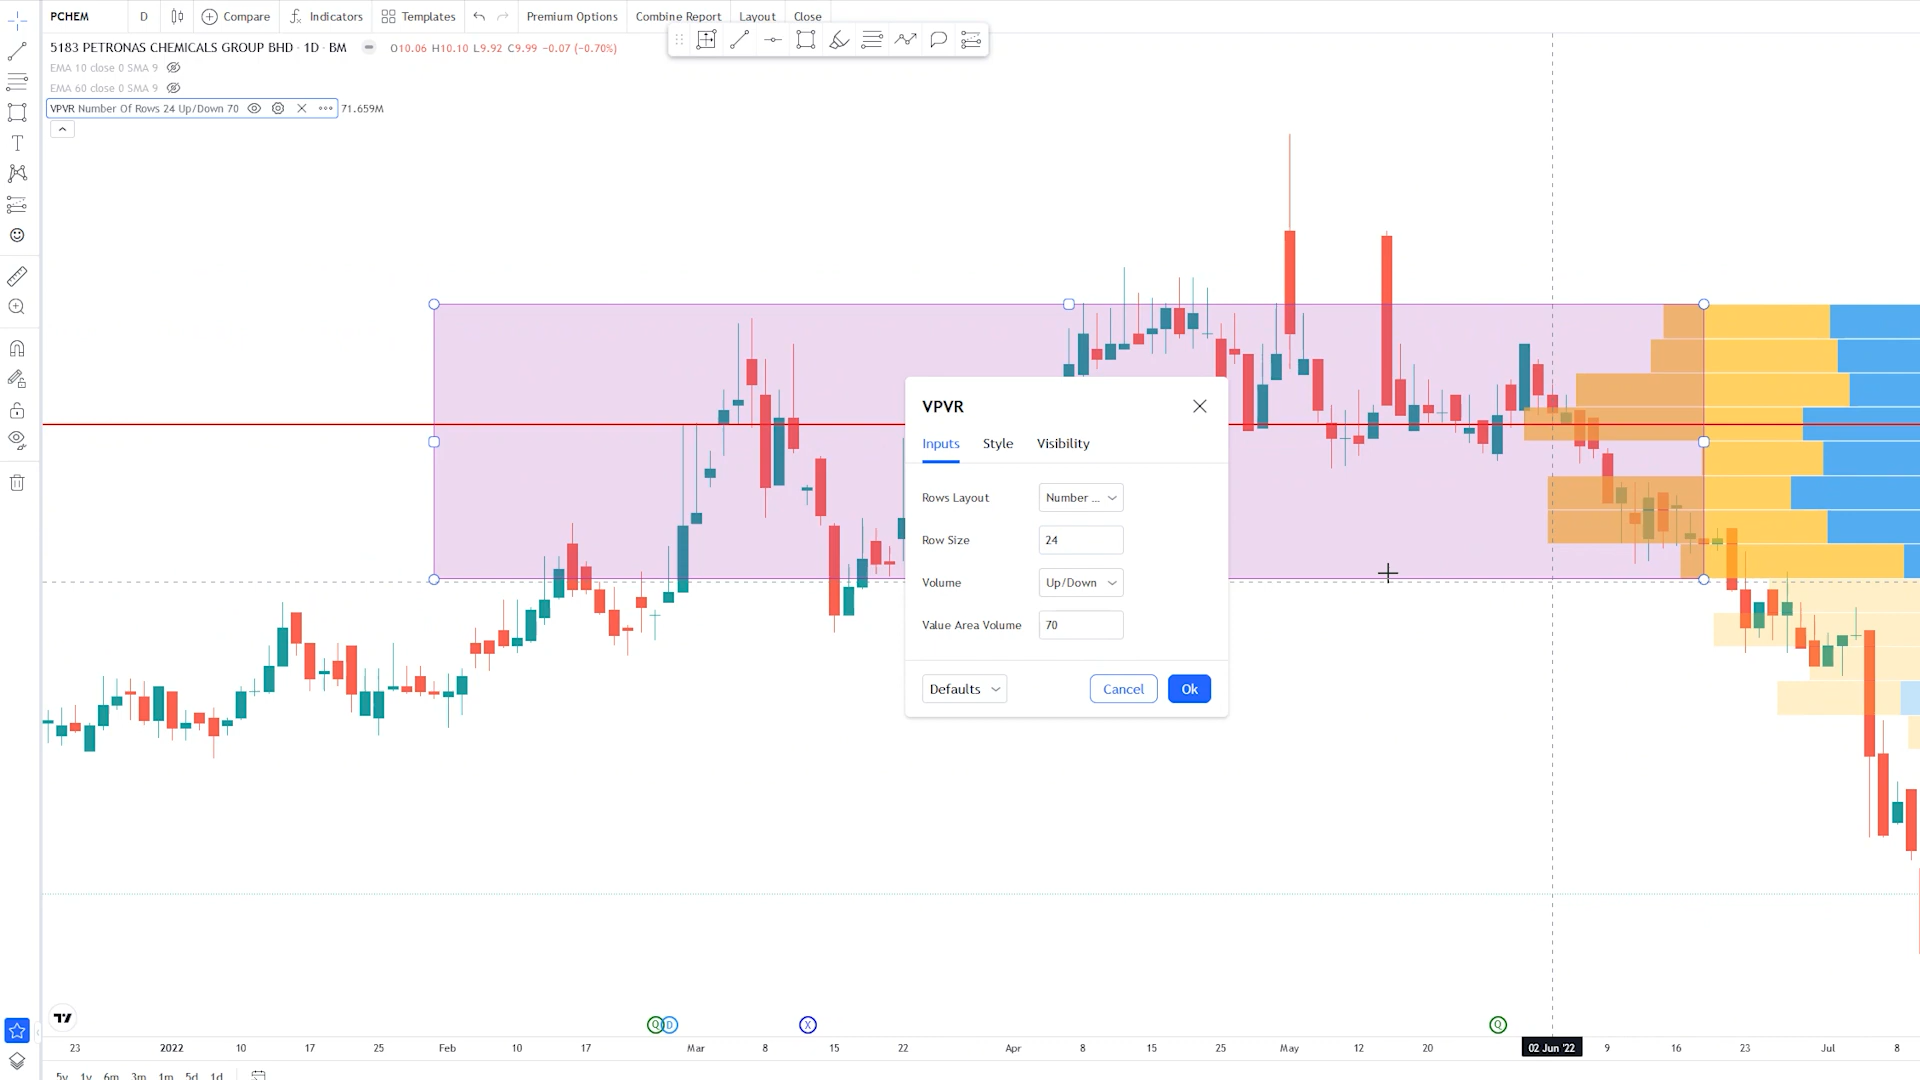 PCHEM D Compare Indicators Templates Premium Options Combine Report Layout Close
5183 PETRONAS CHEMICALS GROUP BHD · 1D · BM O10.06 H10.10 L9.92 C9.99 −0.07 (−0.70%)
EMA 10 close 0 SMA 9
EMA 60 close 0 SMA 9
VPVR Number Of Rows 24 Up/Down 70 71.659M
T
VPVR
Inputs Style Visibility
Rows Layout Number ...
Row Size 24
Volume Up/Down
Value Area Volume 70
Defaults Cancel Ok
Q D X Q
23 2022 10 17 25 Feb 10 17 Mar 8 15 22 Apr 8 15 25 May 12 20 02 Jun '22 9 16 23 Jul 8
5y 1y 6m 3m 1m 5d 1d